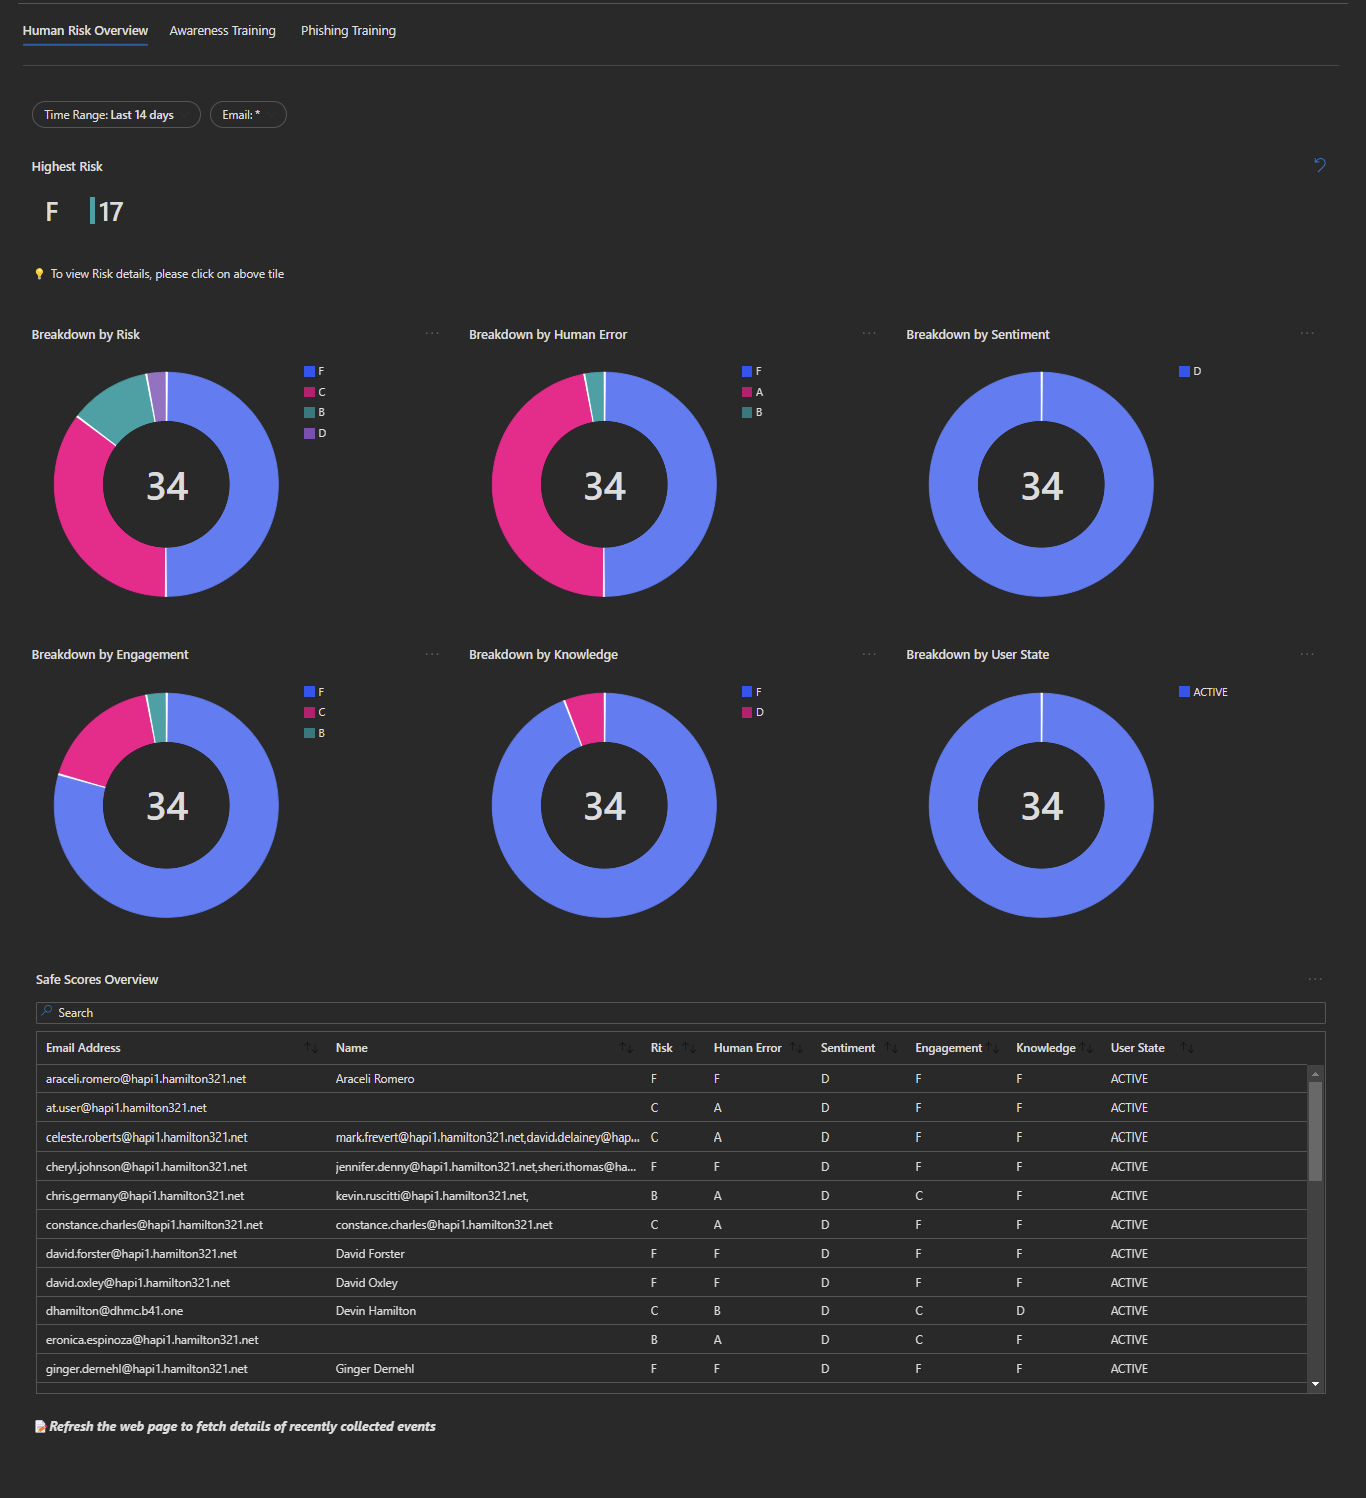 Human Risk Overview Awareness Training Phishing Training
Time Range: Last 14 days Email: *
Highest Risk
F 17
To view Risk details, please click on above tile
Breakdown by Risk ... Breakdown by Human Error ... Breakdown by Sentiment ...
F
C
B
D
34
F
A
B
34
D
34
Breakdown by Engagement ... Breakdown by Knowledge ... Breakdown by User State ...
F
C
B
34
F
D
34
ACTIVE
34
Safe Scores Overview ...
Search
Email Address Name Risk Human Error Sentiment Engagement Knowledge User State
araceli.romero@hapi1.hamilton321.net Araceli Romero F F D F F ACTIVE
at.user@hapi1.hamilton321.net C A D F F ACTIVE
celeste.roberts@hapi1.hamilton321.net mark.frevert@hapi1.hamilton321.net,david.delainey@hap... C A D F F ACTIVE
cheryl.johnson@hapi1.hamilton321.net jennifer.denny@hapi1.hamilton321.net,sheri.thomas@ha... F F D F F ACTIVE
chris.germany@hapi1.hamilton321.net kevin.ruscitti@hapi1.hamilton321.net, B A D C F ACTIVE
constance.charles@hapi1.hamilton321.net constance.charles@hapi1.hamilton321.net C A D F F ACTIVE
david.forster@hapi1.hamilton321.net David Forster F F D F F ACTIVE
david.oxley@hapi1.hamilton321.net David Oxley F F D F F ACTIVE
dhamilton@dhmc.b41.one Devin Hamilton C B D C D ACTIVE
eronica.espinoza@hapi1.hamilton321.net B A D C F ACTIVE
ginger.dernehl@hapi1.hamilton321.net Ginger Dernehl F F D F F ACTIVE
Refresh the web page to fetch details of recently collected events